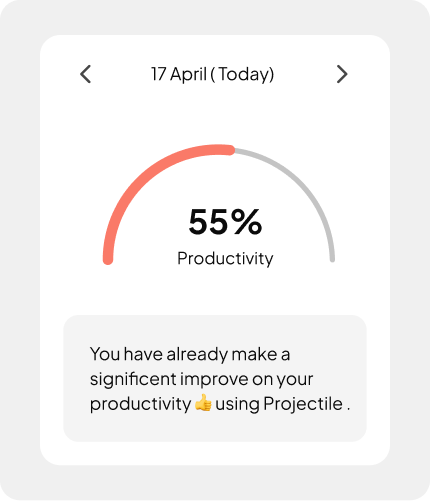 17 April ( Today)
55%
Productivity
You have already make a
significent improve on your
productivity 👍 using Projectile .